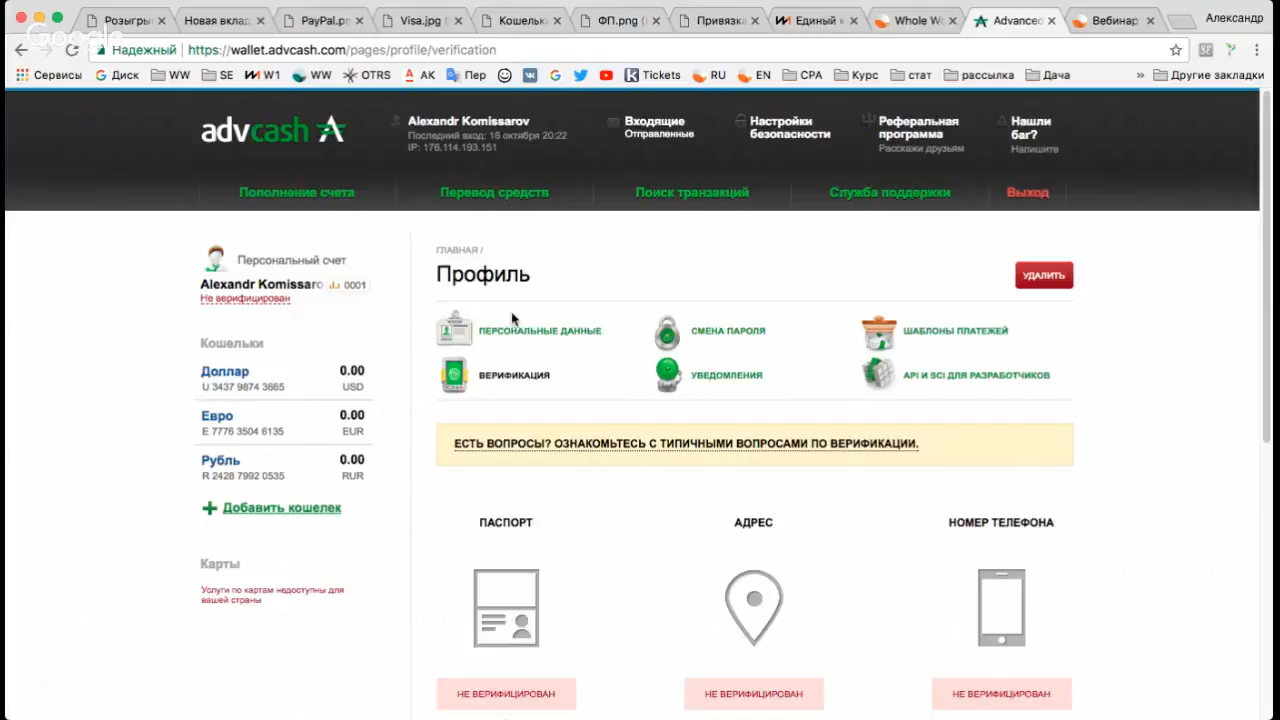 Розыгры
Новая вклад
PayPal.pn
Visa.jpg (
Кошельк
ФП.png (
Привязка
Единый к
Whole Wo
Advanced
Вебинар
Александр
Google
Надежный
https://wallet.advcash.com/pages/profile/verification
Сервисы
Диск
WW
SE
W1
WW
OTRS
AK
Пер
Tickets
RU
EN
CPA
Курс
стат
рассылка
Дача
»
Другие закладки
advcash
Alexandr Komissarov
Последний вход: 16 октября 20:22
IP: 176.114.193.151
Входящие
Отправленные
Настройки
безопасности
Реферальная
программа
Расскажи друзьям
Нашли
баг?
Напишите
Пополнение счета
Перевод средств
Поиск транзакций
Служба поддержки
Выход
Персональный счет
Alexandr Komissaro
0001
Не верифицирован
Кошельки
Доллар 0.00
U 3437 9874 3665 USD
Евро 0.00
E 7776 3504 6135 EUR
Рубль 0.00
R 2428 7992 0535 RUR
Добавить кошелек
Карты
Услуги по картам недоступны для
вашей страны
ГЛАВНАЯ /
Профиль
УДАЛИТЬ
ПЕРСОНАЛЬНЫЕ ДАННЫЕ
СМЕНА ПАРОЛЯ
ШАБЛОНЫ ПЛАТЕЖЕЙ
ВЕРИФИКАЦИЯ
УВЕДОМЛЕНИЯ
API И SCI ДЛЯ РАЗРАБОТЧИКОВ
ЕСТЬ ВОПРОСЫ? ОЗНАКОМЬТЕСЬ С ТИПИЧНЫМИ ВОПРОСАМИ ПО ВЕРИФИКАЦИИ.
ПАСПОРТ
АДРЕС
НОМЕР ТЕЛЕФОНА
НЕ ВЕРИФИЦИРОВАН
НЕ ВЕРИФИЦИРОВАН
НЕ ВЕРИФИЦИРОВАН